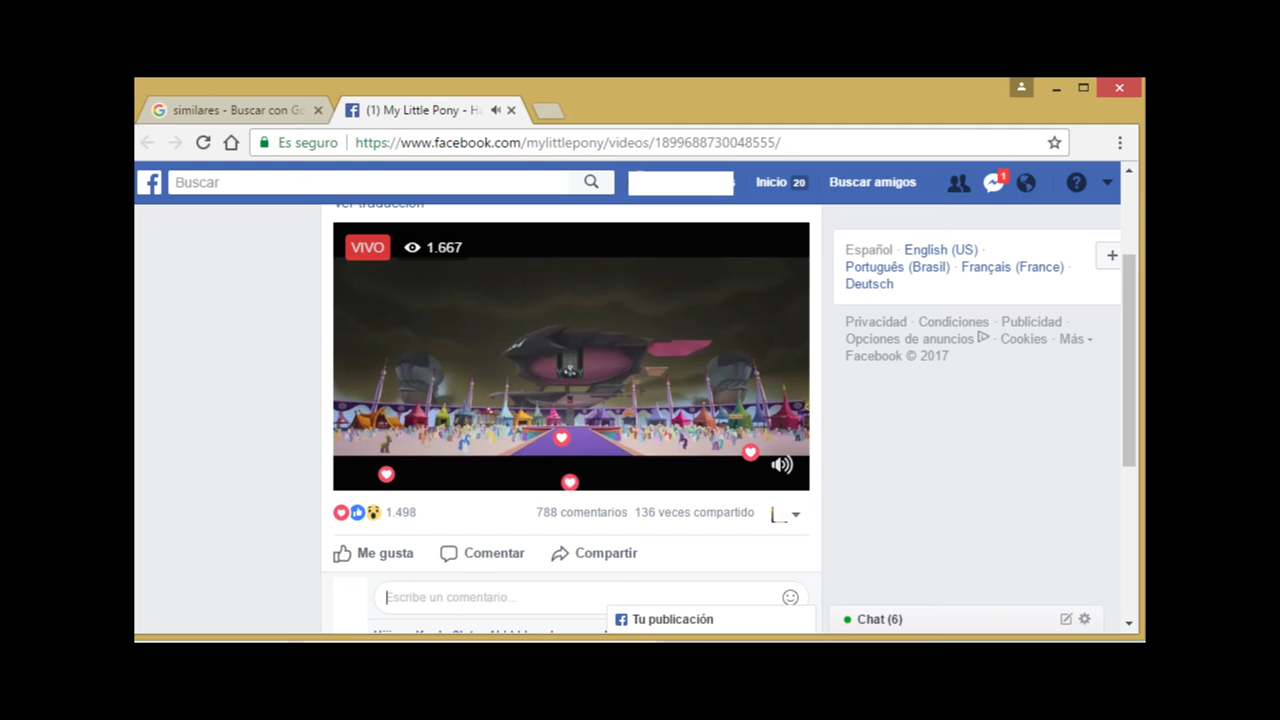 similares - Buscar con Go
(1) My Little Pony - Ha
Es seguro
https://www.facebook.com/mylittlepony/videos/1899688730048555/
Buscar
Inicio 20
Buscar amigos
1
Ver traducción
VIVO 1.667
Español · English (US) ·
Português (Brasil) · Français (France) ·
Deutsch
Privacidad · Condiciones · Publicidad ·
Opciones de anuncios · Cookies · Más
Facebook © 2017
1.498
788 comentarios 136 veces compartido
Me gusta Comentar Compartir
Escribe un comentario...
Tu publicación
Chat (6)